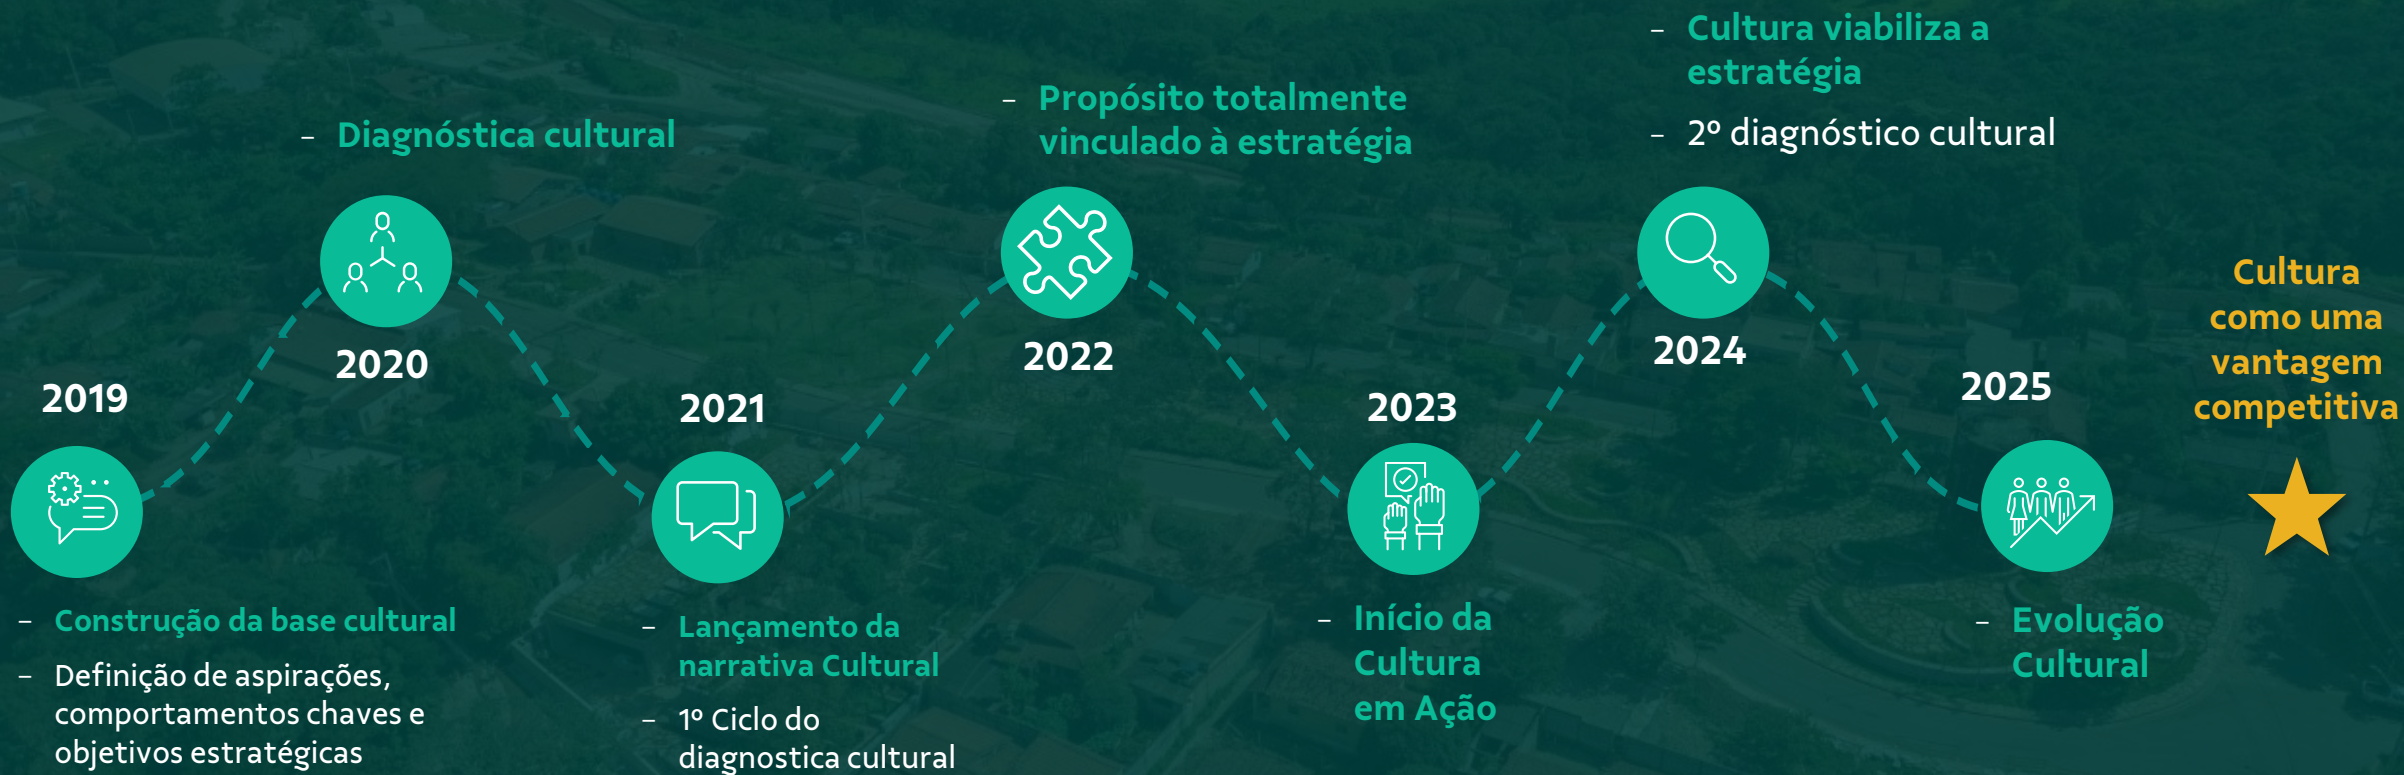 2019
– Construção da base cultural
– Definição de aspirações,
comportamentos chaves e
objetivos estratégicas
– Diagnóstica cultural
2020
2021
– Lançamento da
narrativa Cultural
– 1º Ciclo do
diagnostica cultural
– Propósito totalmente
vinculado à estratégia
2022
2023
– Início da
Cultura
em Ação
– Cultura viabiliza a
estratégia
– 2º diagnóstico cultural
2024
2025
– Evolução
Cultural
Cultura
como uma
vantagem
competitiva